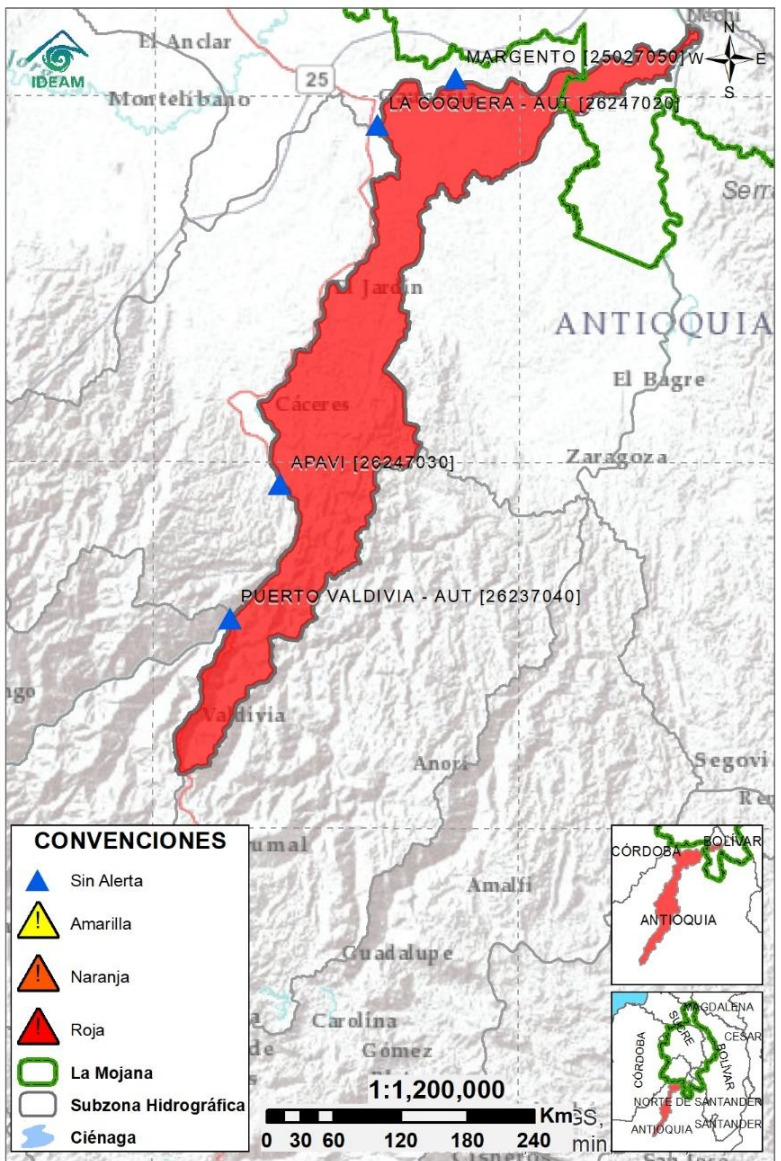 Nechí
El Anclar
N
MARGENTO [25027050]
W
E
IDEAM
25
S
Montelíbano
LA COQUERA - AUT [26247020]
El Jardín
ANTIOQUIA
El Bagre
Cáceres
APAVI [26247030]
Zaragoza
PUERTO VALDIVIA - AUT [26237040]
Valdivia
Anorí
CONVENCIONES
Sin Alerta
Amarilla
Naranja
Roja
La Mojana
Subzona Hidrográfica
Ciénaga
Amalfi
Guadalupe
Carolina
Gómez
1:1,200,000
Km
0 30 60 120 180 240
Cisneros
BOLÍVAR
CÓRDOBA
ANTIOQUIA
MAGDALENA
SUCRE
CESAR
CÓRDOBA
BOLÍVAR
NORTE DE SANTANDER
ANTIOQUIA
SANTANDER